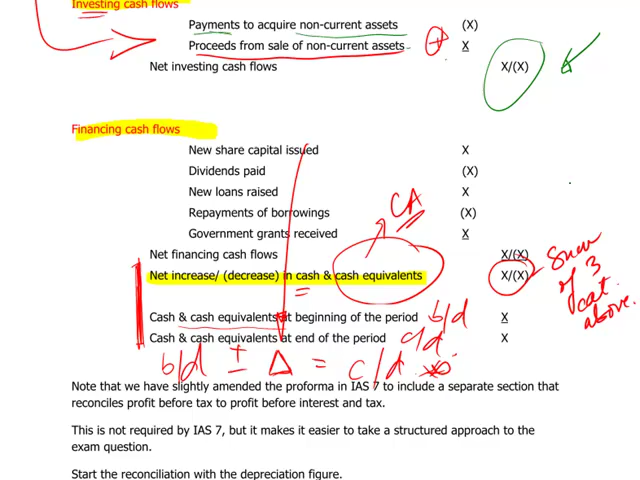 Investing cash flows
Payments to acquire non-current assets (X)
Proceeds from sale of non-current assets X
Net investing cash flows X/(X)
Financing cash flows
New share capital issued X
Dividends paid (X)
New loans raised X
CA
Repayments of borrowings (X)
Government grants received X
Net financing cash flows X/(X)
Net increase/ (decrease) in cash & cash equivalents X/(X)
Sum
of 3
cat.
above.
=
Cash & cash equivalents at beginning of the period b/d X
Cash & cash equivalents at end of the period c/d X
b/d ± Δ = c/d
Note that we have slightly amended the proforma in IAS 7 to include a separate section that
reconciles profit before tax to profit before interest and tax.
This is not required by IAS 7, but it makes it easier to take a structured approach to the
exam question.
Start the reconciliation with the depreciation figure.